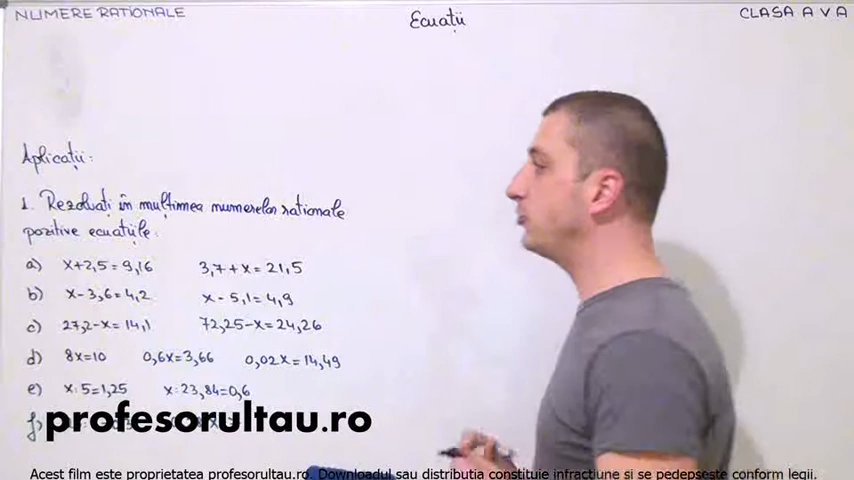 NUMERE RATIONALE
Ecuații
CLASA A V A
Aplicații:
1. Rezolvați în mulțimea numerelor rationale
pozitive ecuațiile:
a) x+2,5=9,16 3,7+x=21,5
b) x-3,6=4,2 x-5,1=4,9
c) 27,2-x=14,1 72,25-x=24,26
d) 8x=10 0,6x=3,66 0,02x=14,49
e) x:5=1,25 x:23,84=0,6
f)
profesorultau.ro
Acest film este proprietatea profesorultau.ro. Downloadul sau distributia constituie infractiune si se pedepseste conform legii.